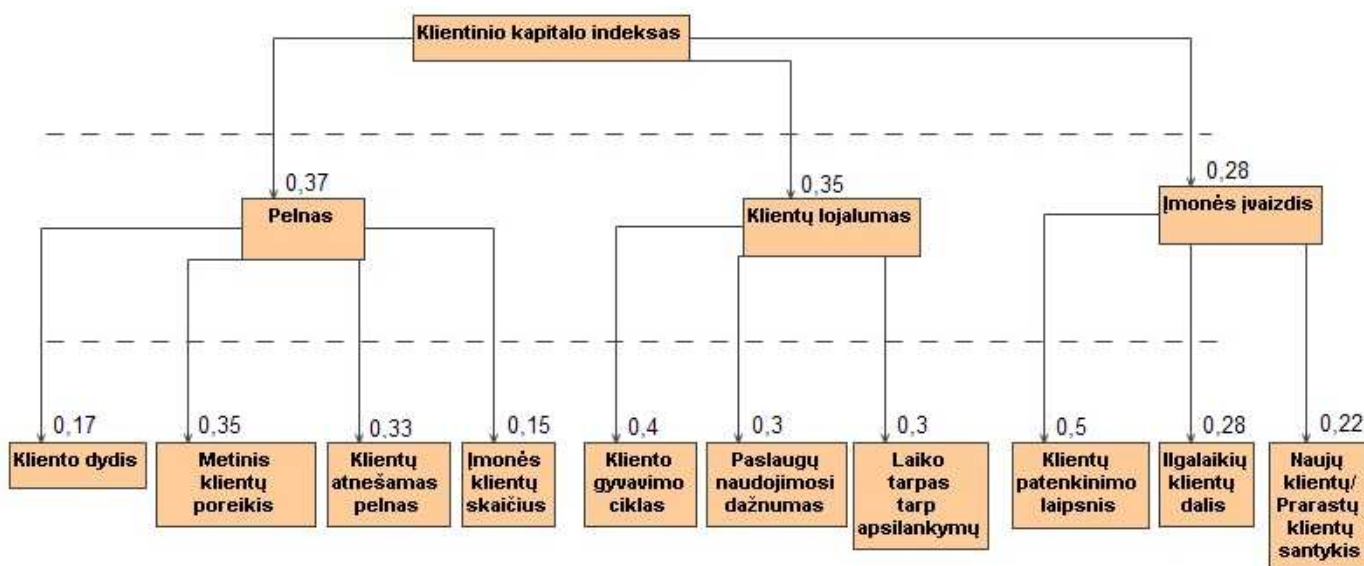 Klientinio kapitalo indeksas
0,37
0,35
0,28
Pelnas
Klientų lojalumas
Įmonės įvaizdis
0,17
0,35
0,33
0,15
0,4
0,3
0,3
0,5
0,28
0,22
Kliento dydis
Metinis
klientų
poreikis
Klientų
atnešamas
pelnas
Įmonės
klientų
skaičius
Kliento
gyvavimo
ciklas
Paslaugų
naudojimosi
dažnumas
Laiko
tarpas
tarp
apsilankymų
Klientų
patenkinimo
laipsnis
Ilgalaikių
klientų
dalis
Naujų
klientų/
Prarastų
klientų
santykis